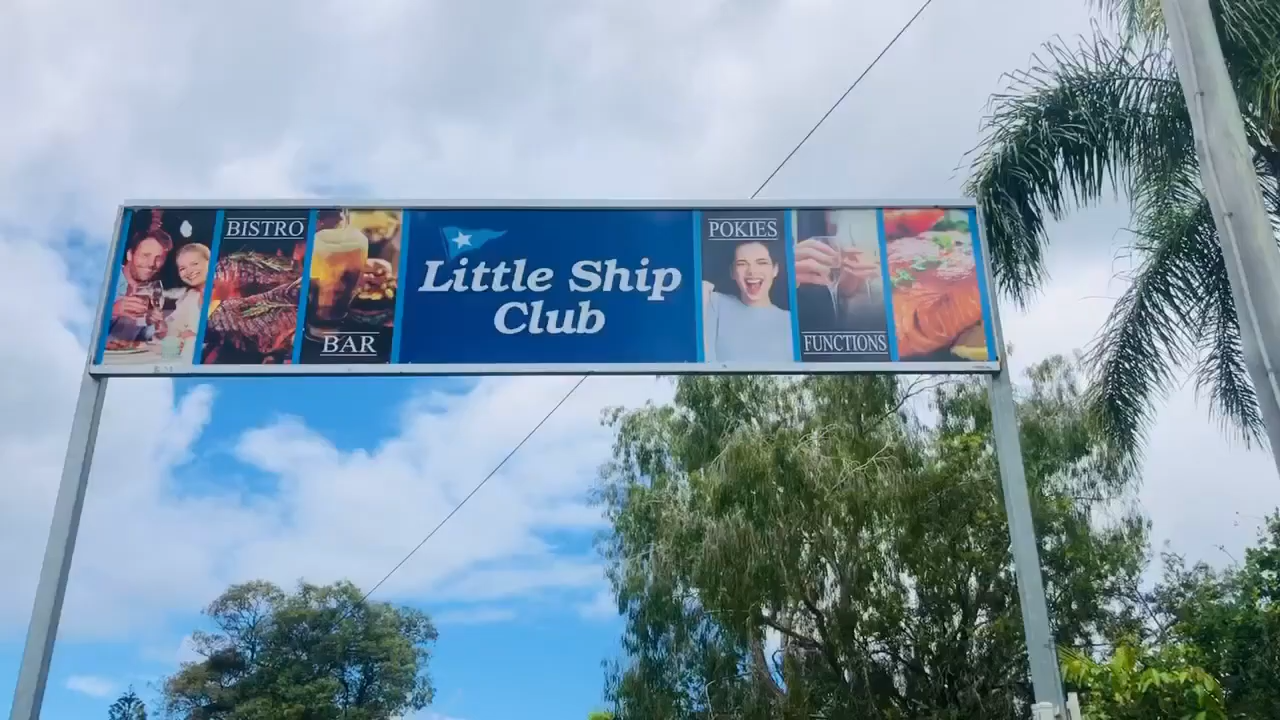 BISTRO
BAR
Little Ship
Club
POKIES
FUNCTIONS